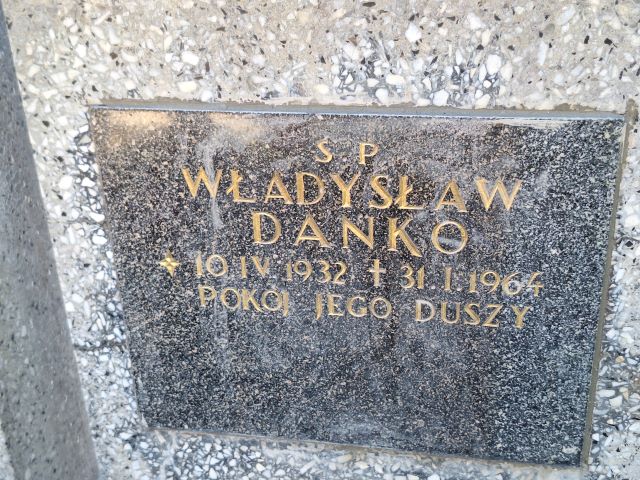 S.P
WŁADYSŁAW
DANKO
10.IV.1932 31.I.1964
POKÓJ JEGO DUSZY